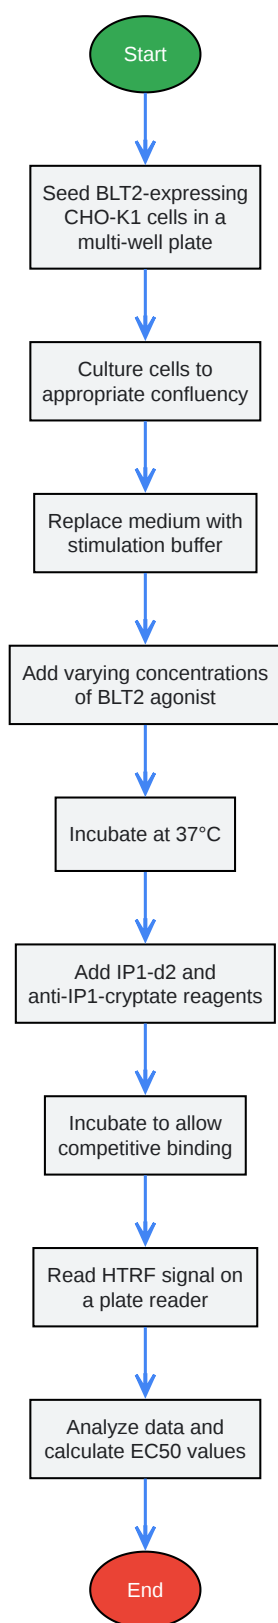 Start
Seed BLT2-expressing
CHO-K1 cells in a
multi-well plate
Culture cells to
appropriate confluency
Replace medium with
stimulation buffer
Add varying concentrations
of BLT2 agonist
Incubate at 37°C
Add IP1-d2 and
anti-IP1-cryptate reagents
Incubate to allow
competitive binding
Read HTRF signal on
a plate reader
Analyze data and
calculate EC50 values
End